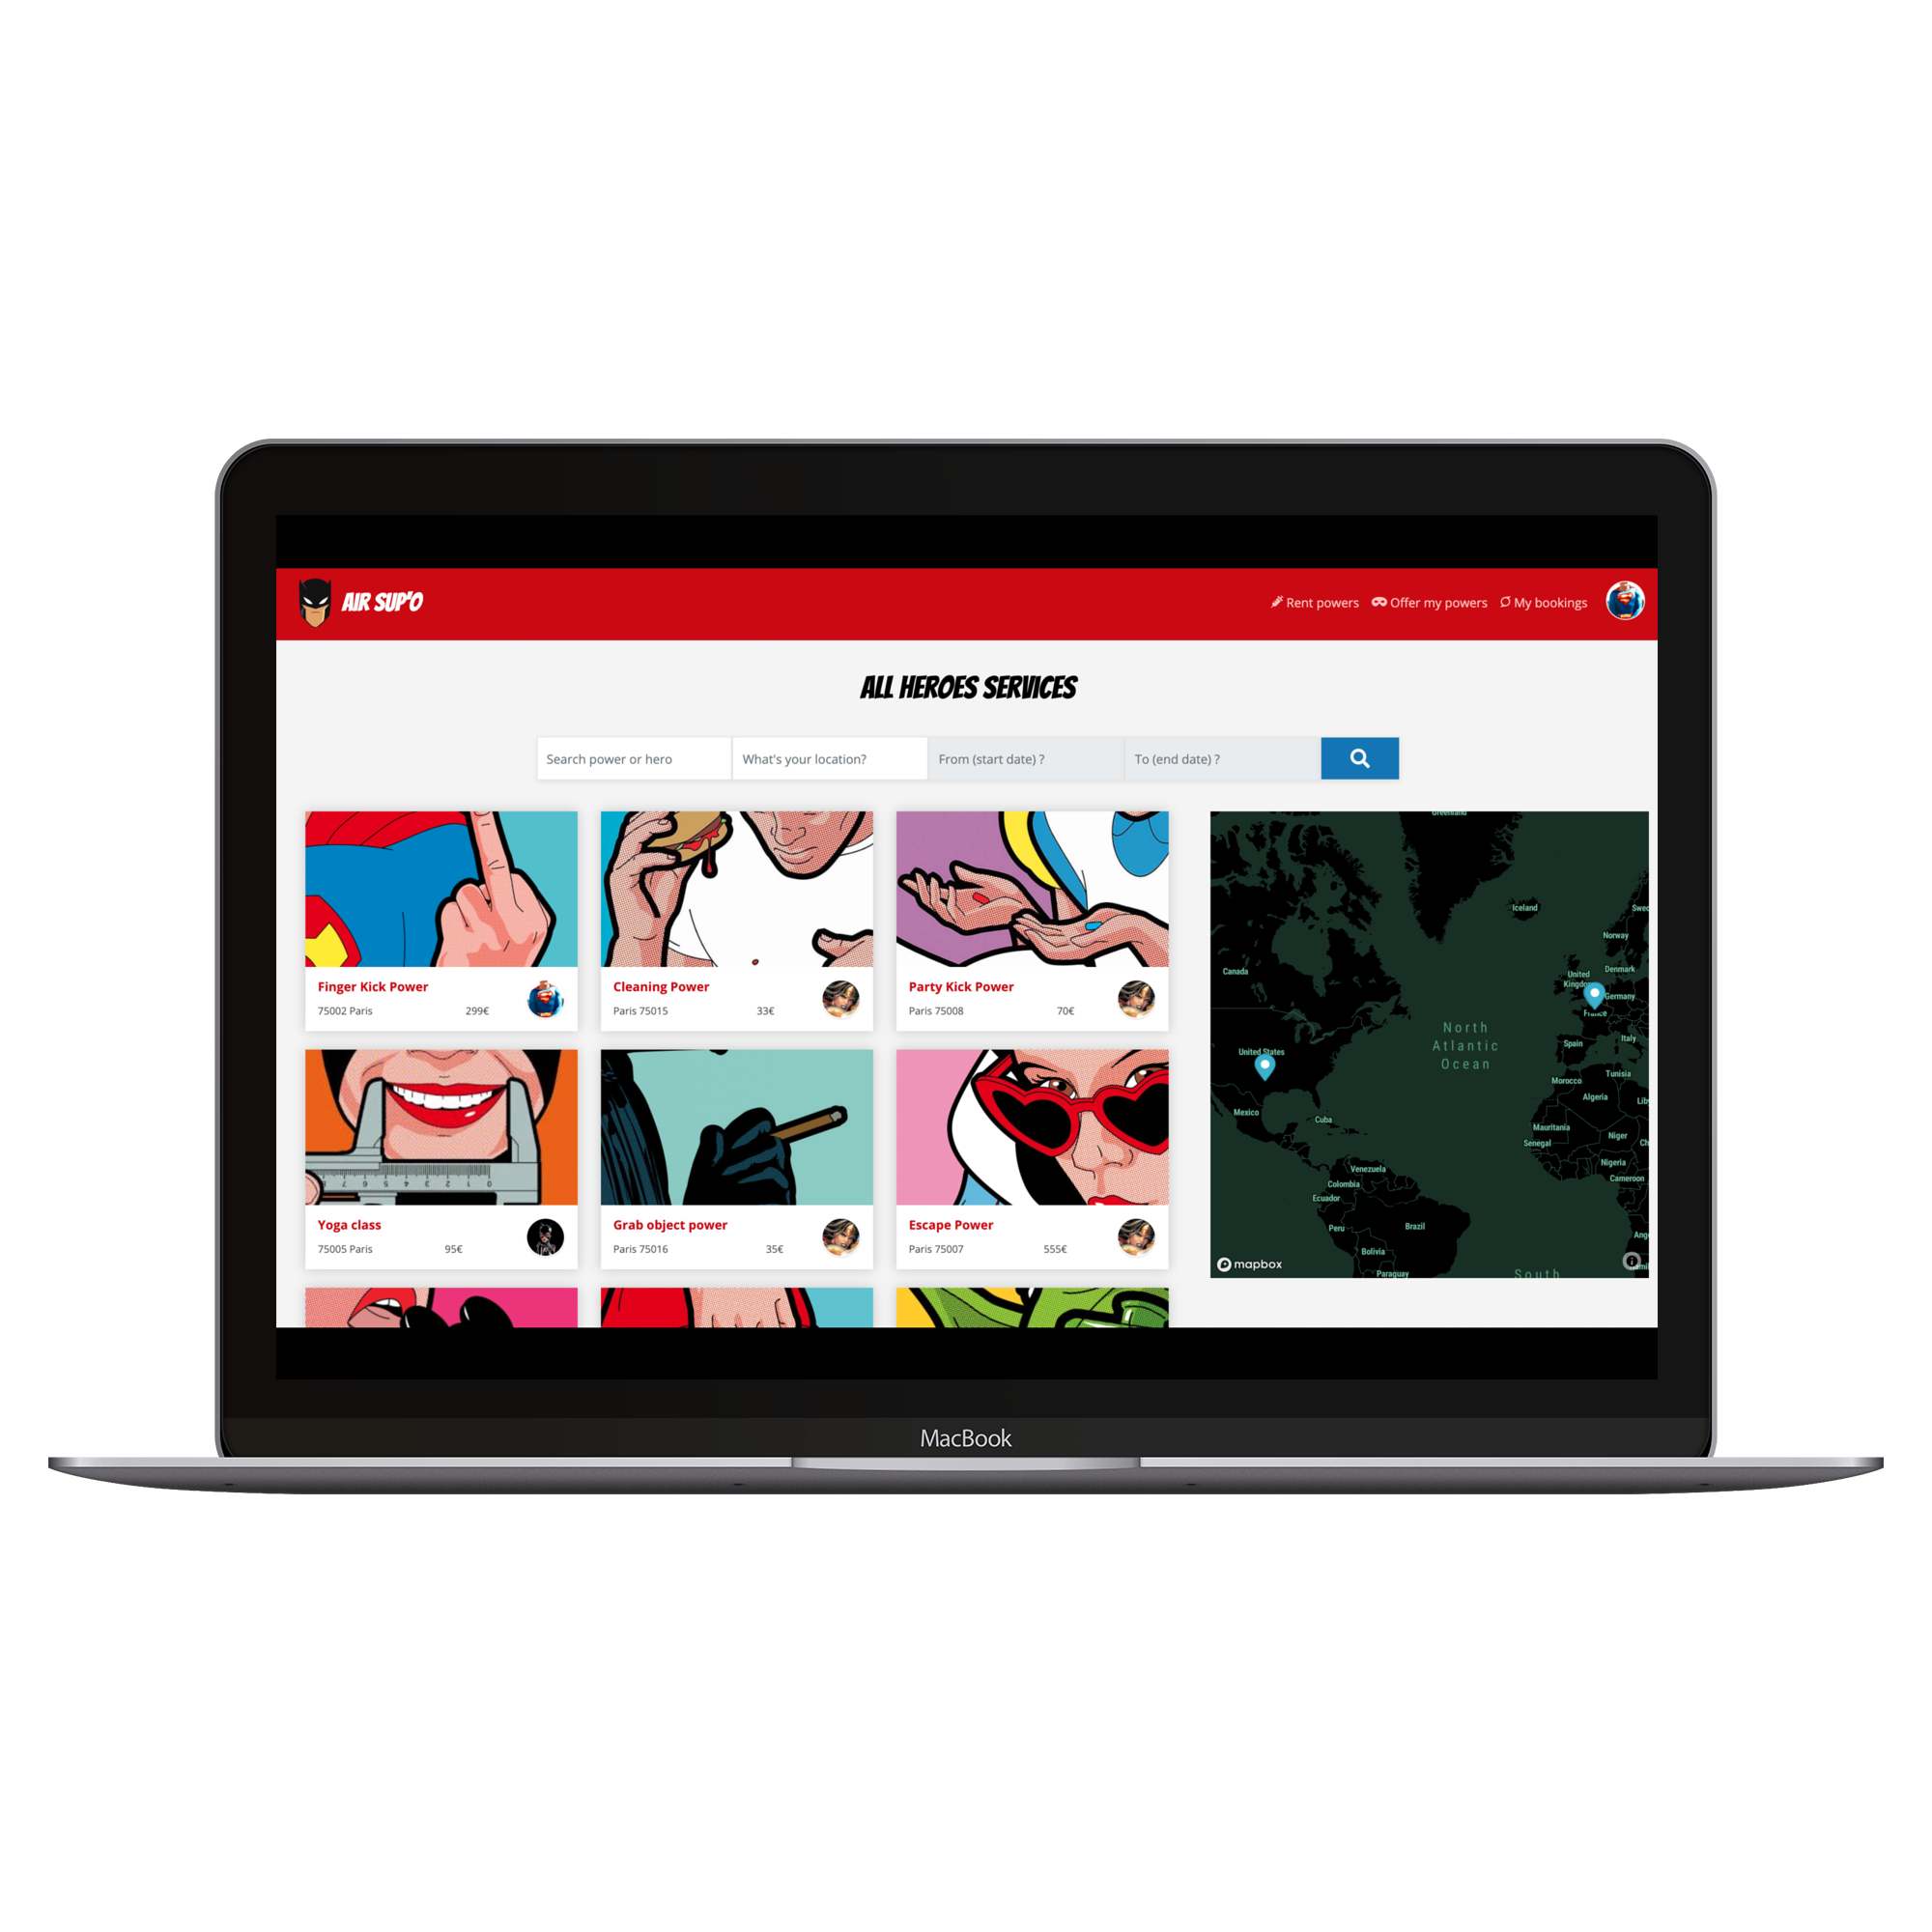 AIR SUP'O
Rent powers
Offer my powers
My bookings
ALL HEROES SERVICES
Search power or hero
What's your location?
From (start date) ?
To (end date) ?
Finger Kick Power
75002 Paris 299€
Cleaning Power
Paris 75015 33€
Party Kick Power
Paris 75008 70€
Yoga class
75005 Paris 95€
Grab object power
Paris 75016 35€
Escape Power
Paris 75007 555€
Greenland
Iceland
Norway
Canada
United
Denmark
Germany
North
Atlantic
Ocean
United States
Spain
Italy
Morocco
Tunisia
Algeria
Mexico
Cuba
Mauritania
Senegal
Niger
Nigeria
Cameroon
Venezuela
Colombia
Ecuador
Peru
Brazil
Bolivia
Paraguay
South
mapbox
MacBook